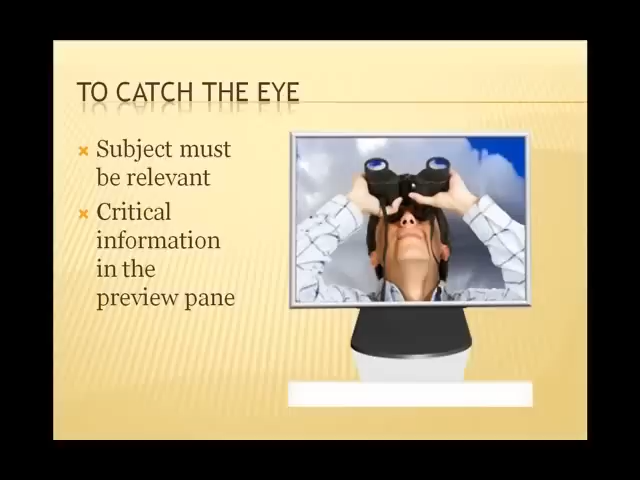 TO CATCH THE EYE
Subject must
be relevant
Critical
information
in the
preview pane